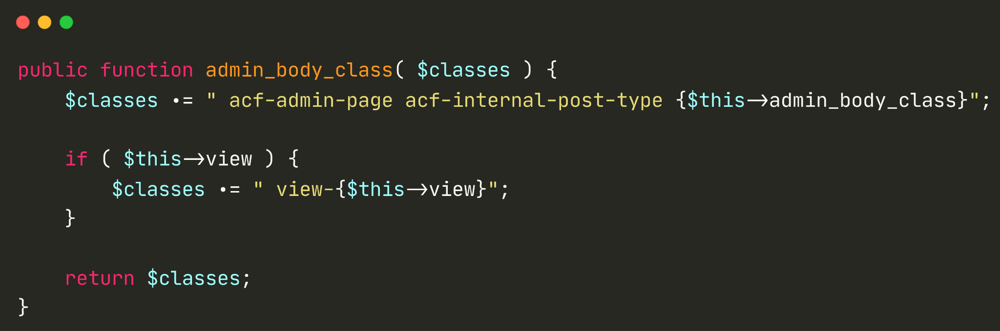 public function admin_body_class( $classes ) {
    $classes .= " acf-admin-page acf-internal-post-type {$this->admin_body_class}";
    if ( $this->view ) {
        $classes .= " view-{$this->view}";
    }
    return $classes;
}